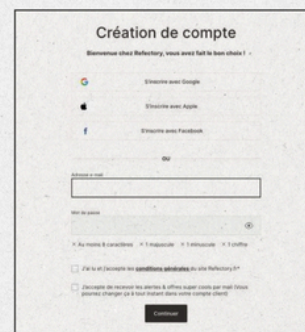 Création de compte
Bienvenue chez Refectory, vous avez fait le bon choix !
S'inscrire avec Google
S'inscrire avec Apple
S'inscrire avec Facebook
OU
Adresse e-mail
Mot de passe
× Au moins 8 caractères × 1 majuscule × 1 minuscule × 1 chiffre
J'ai lu et j'accepte les conditions générales du site Refectory.fr*
J'accepte de recevoir les alertes & offres super cools par mail (Vous
pourrez changer ça à tout instant dans votre compte client)
Continuer